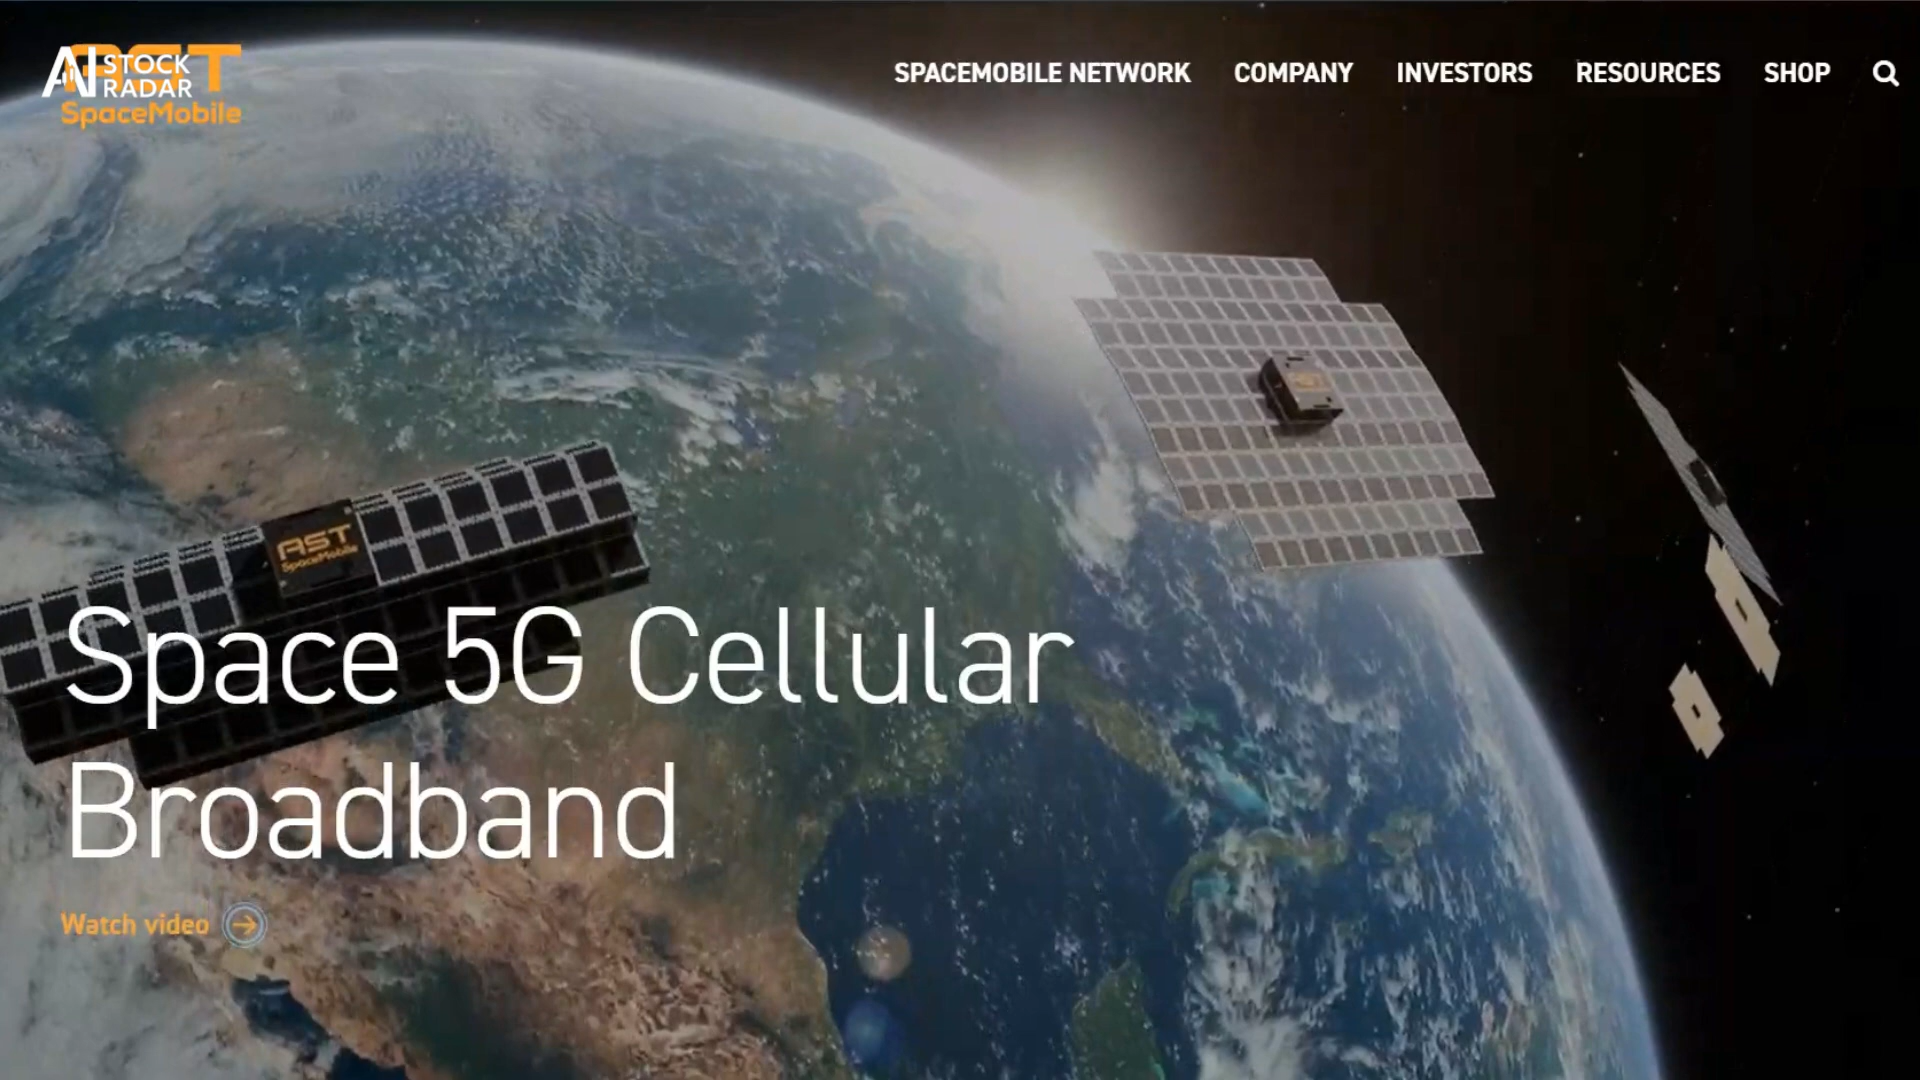 AI STOCK RADAR
AST
SpaceMobile
SPACEMOBILE NETWORK COMPANY INVESTORS RESOURCES SHOP
AST
SpaceMobile
Space 5G Cellular
Broadband
Watch video